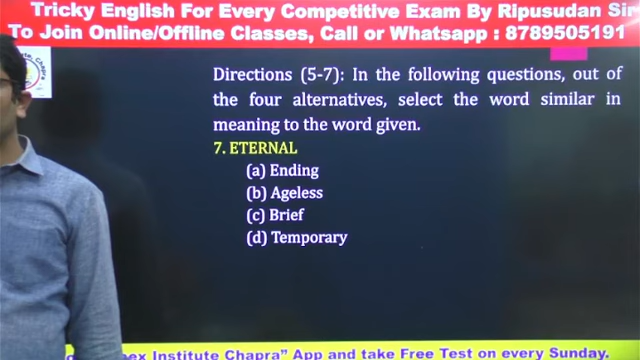 Tricky English For Every Competitive Exam By Ripusudan Sin
To Join Online/Offline Classes, Call or Whatsapp : 8789505191
Directions (5-7): In the following questions, out of
the four alternatives, select the word similar in
meaning to the word given.
7. ETERNAL
(a) Ending
(b) Ageless
(c) Brief
(d) Temporary
Institute Chapra" App and take Free Test on every Sunday.